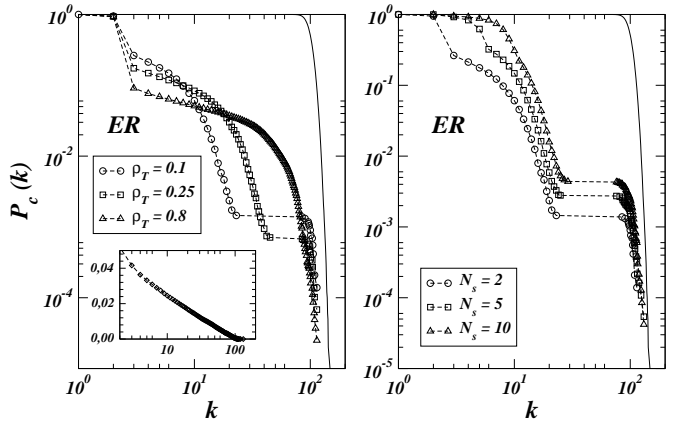 10^0
10^-2
10^-4
P_c (k)
ER
ρ_T = 0.1
ρ_T = 0.25
ρ_T = 0.8
0,04
0,02
0,00
10
100
10^0
10^1
10^2
k
10^0
10^-1
10^-2
10^-3
10^-4
10^-5
ER
N_s = 2
N_s = 5
N_s = 10
10^0
10^1
10^2
k